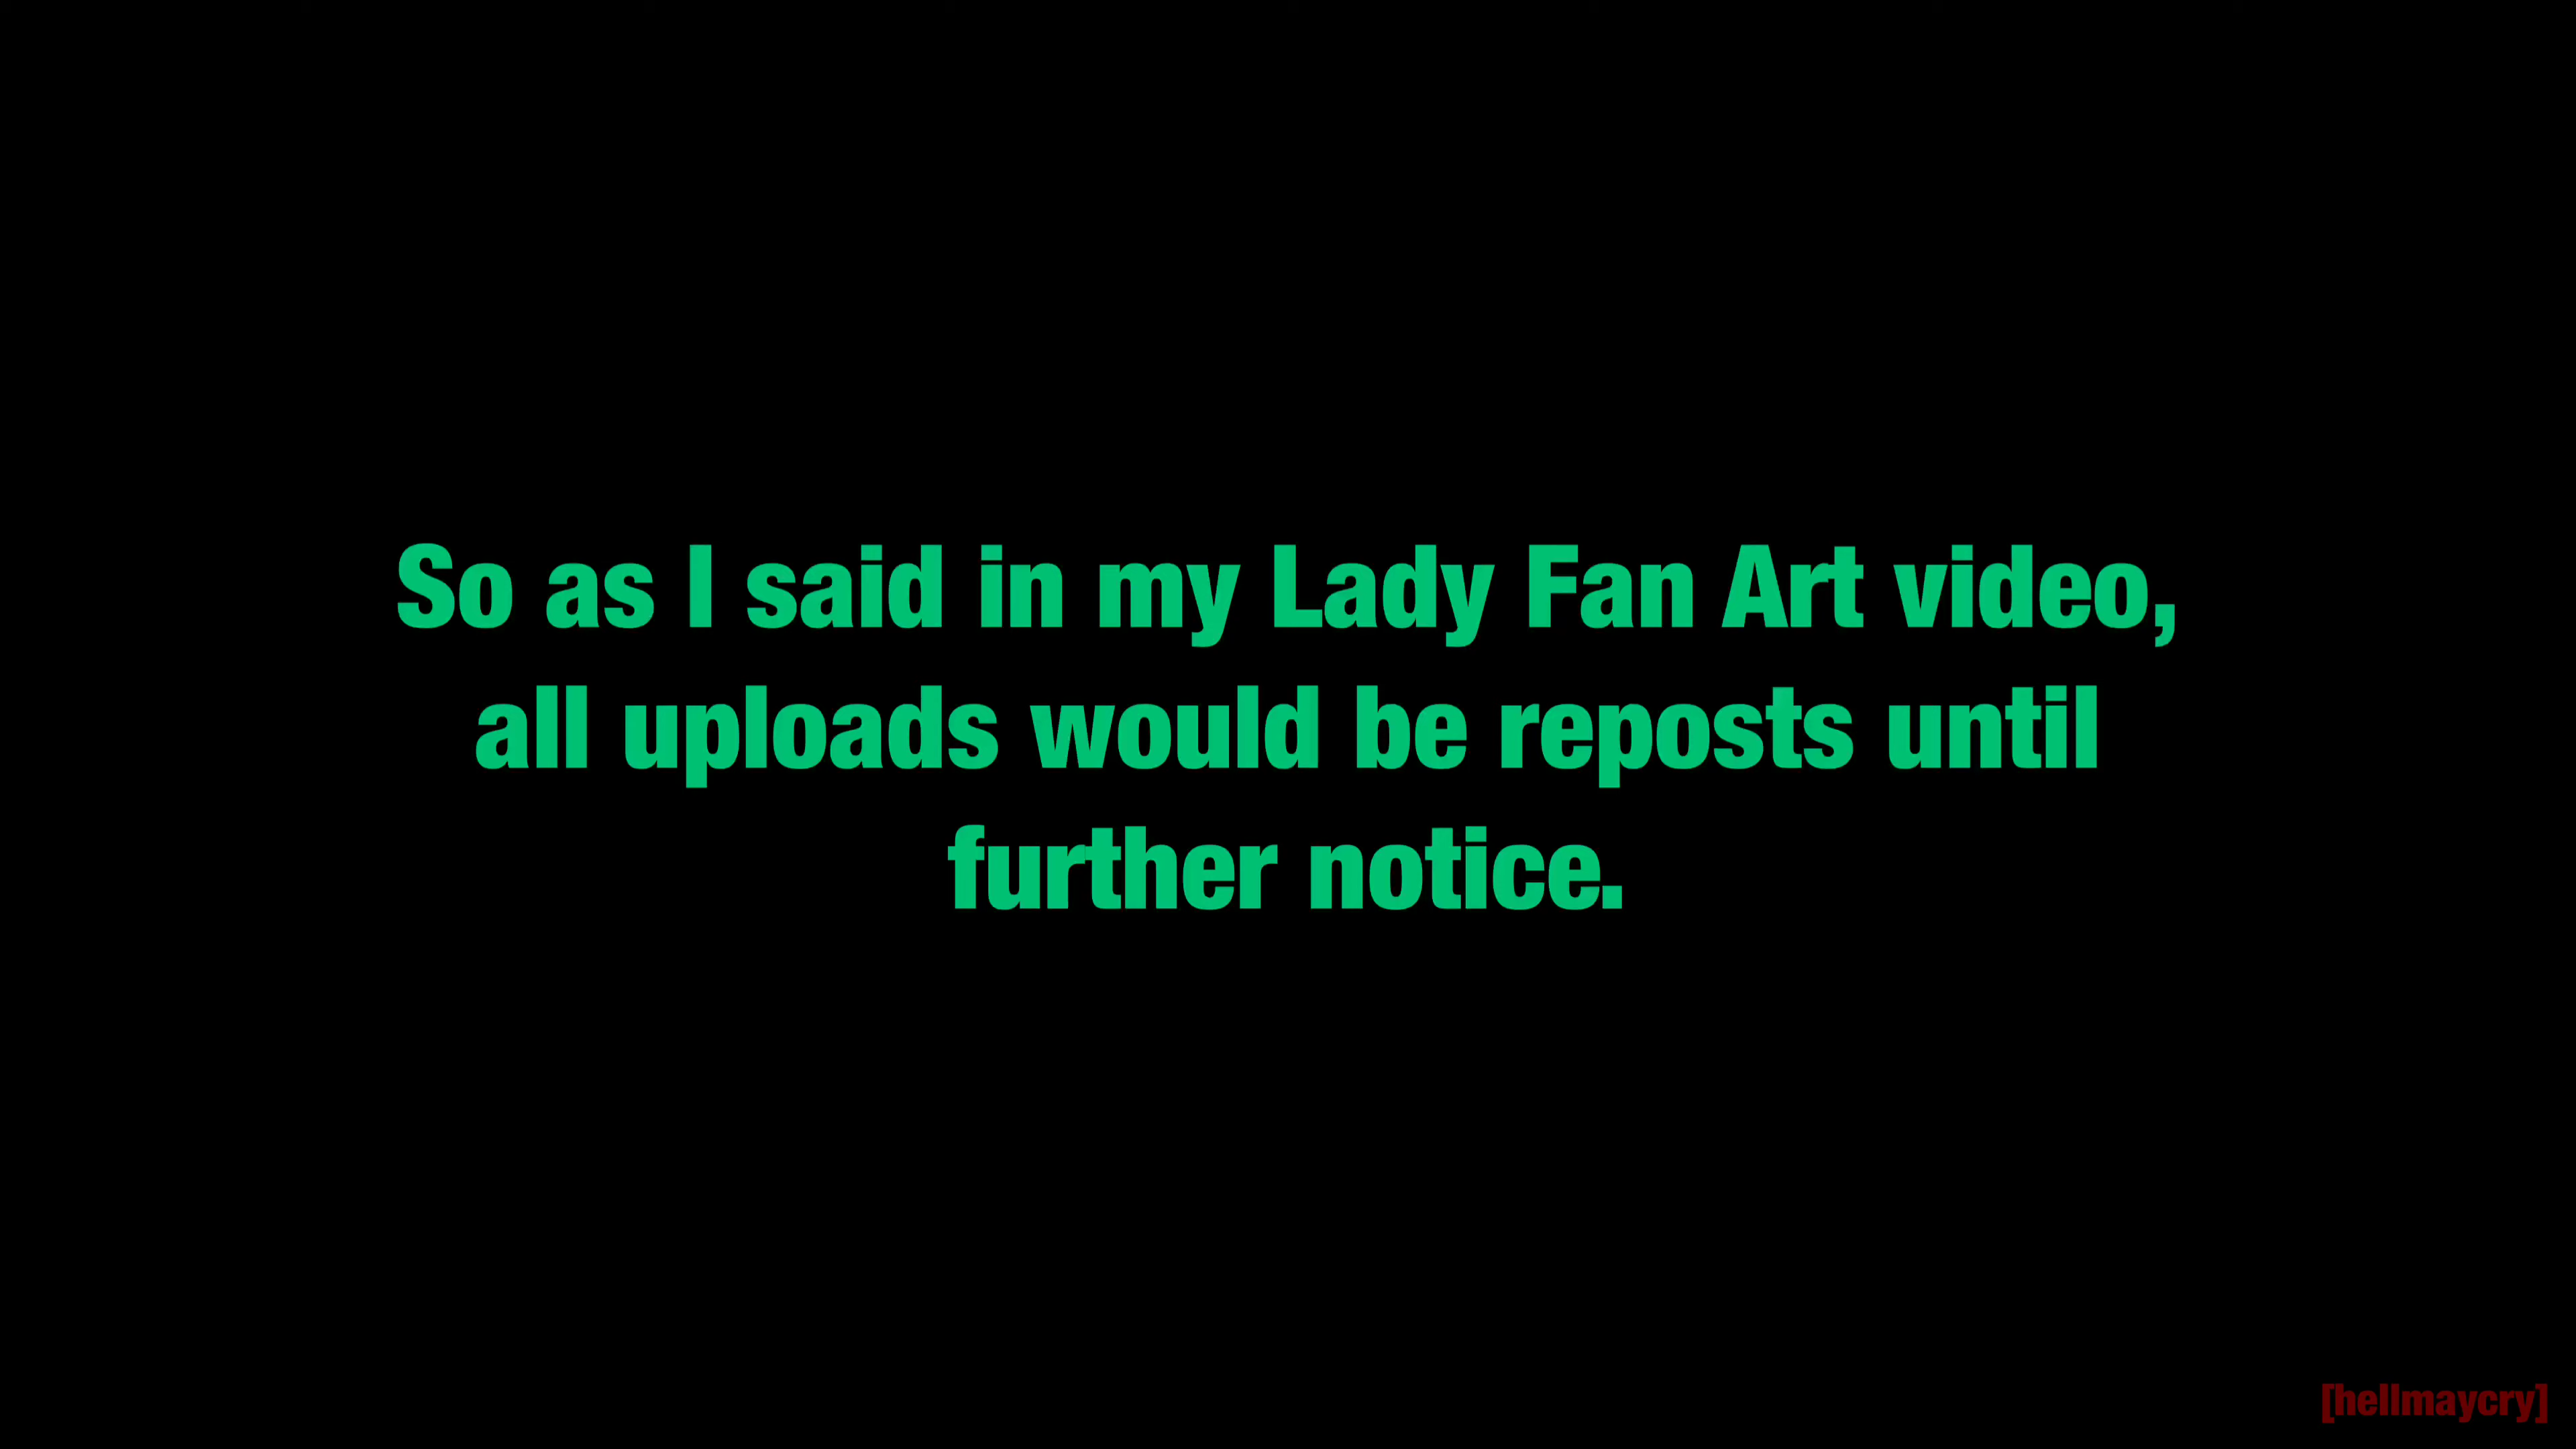 So as I said in my Lady Fan Art video,
all uploads would be reposts until
further notice.
[hellmaycry]